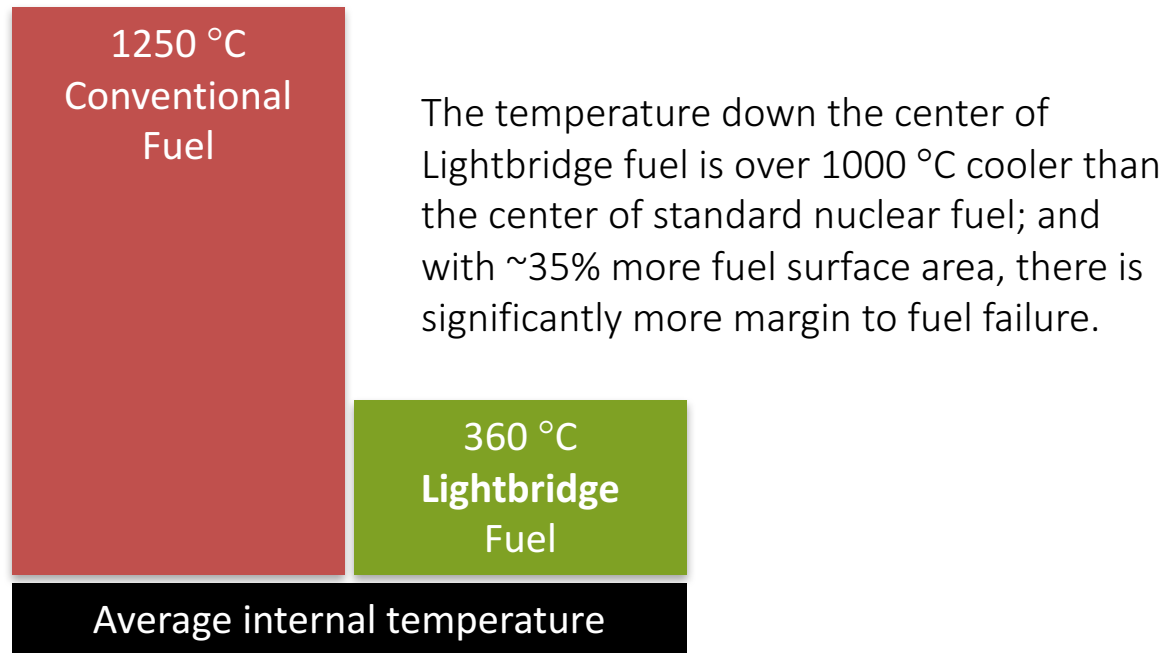 1250 °C
Conventional
Fuel
The temperature down the center of
Lightbridge fuel is over 1000 °C cooler than
the center of standard nuclear fuel; and
with ~35% more fuel surface area, there is
significantly more margin to fuel failure.
360 °C
Lightbridge
Fuel
Average internal temperature